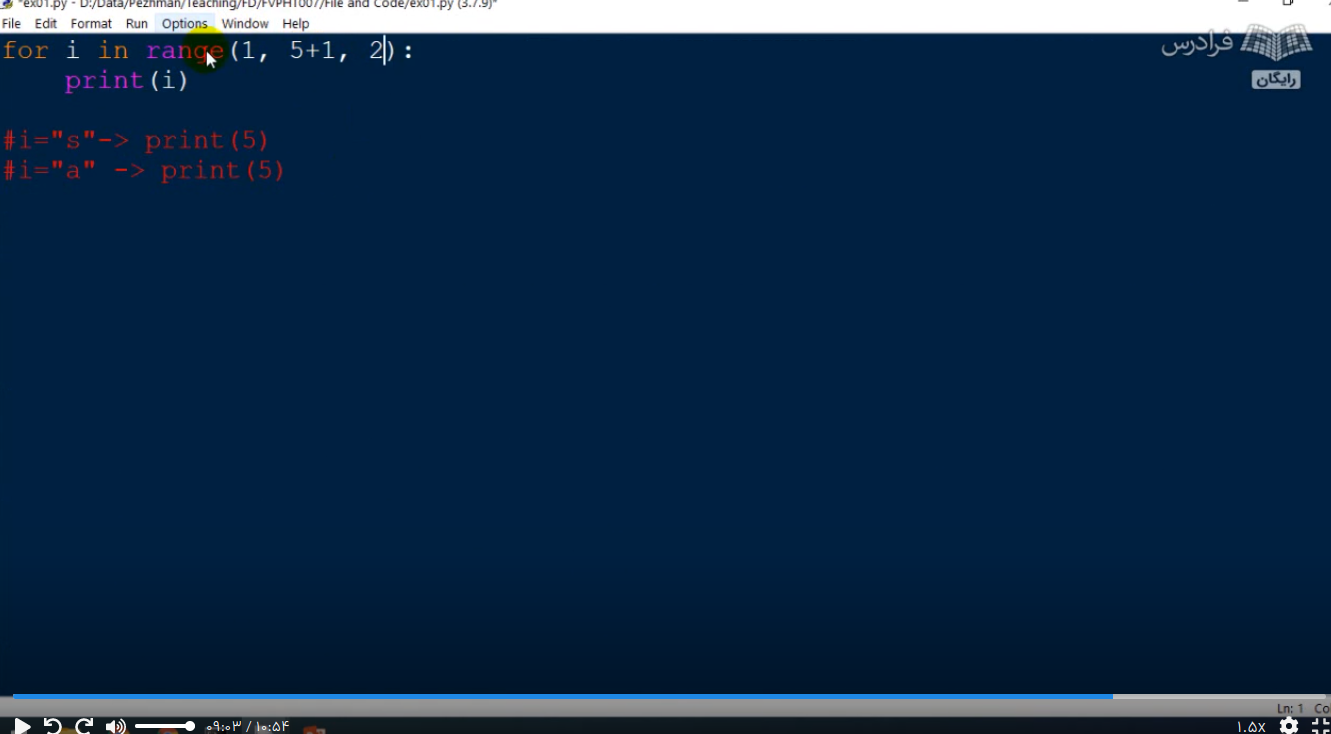 *ex01.py - D:/Data/Pezhman/Teaching/FD/FVPHT007/File and Code/ex01.py (3.7.9)*
File Edit Format Run Options Window Help
for i in range(1, 5+1, 2):
    print(i)
#i="s"-> print(5)
#i="a" -> print(5)
فرادرس
رایگان
Ln: 1 Co
۰۹:۰۳ / ۱۰:۵۴
۱.۵X